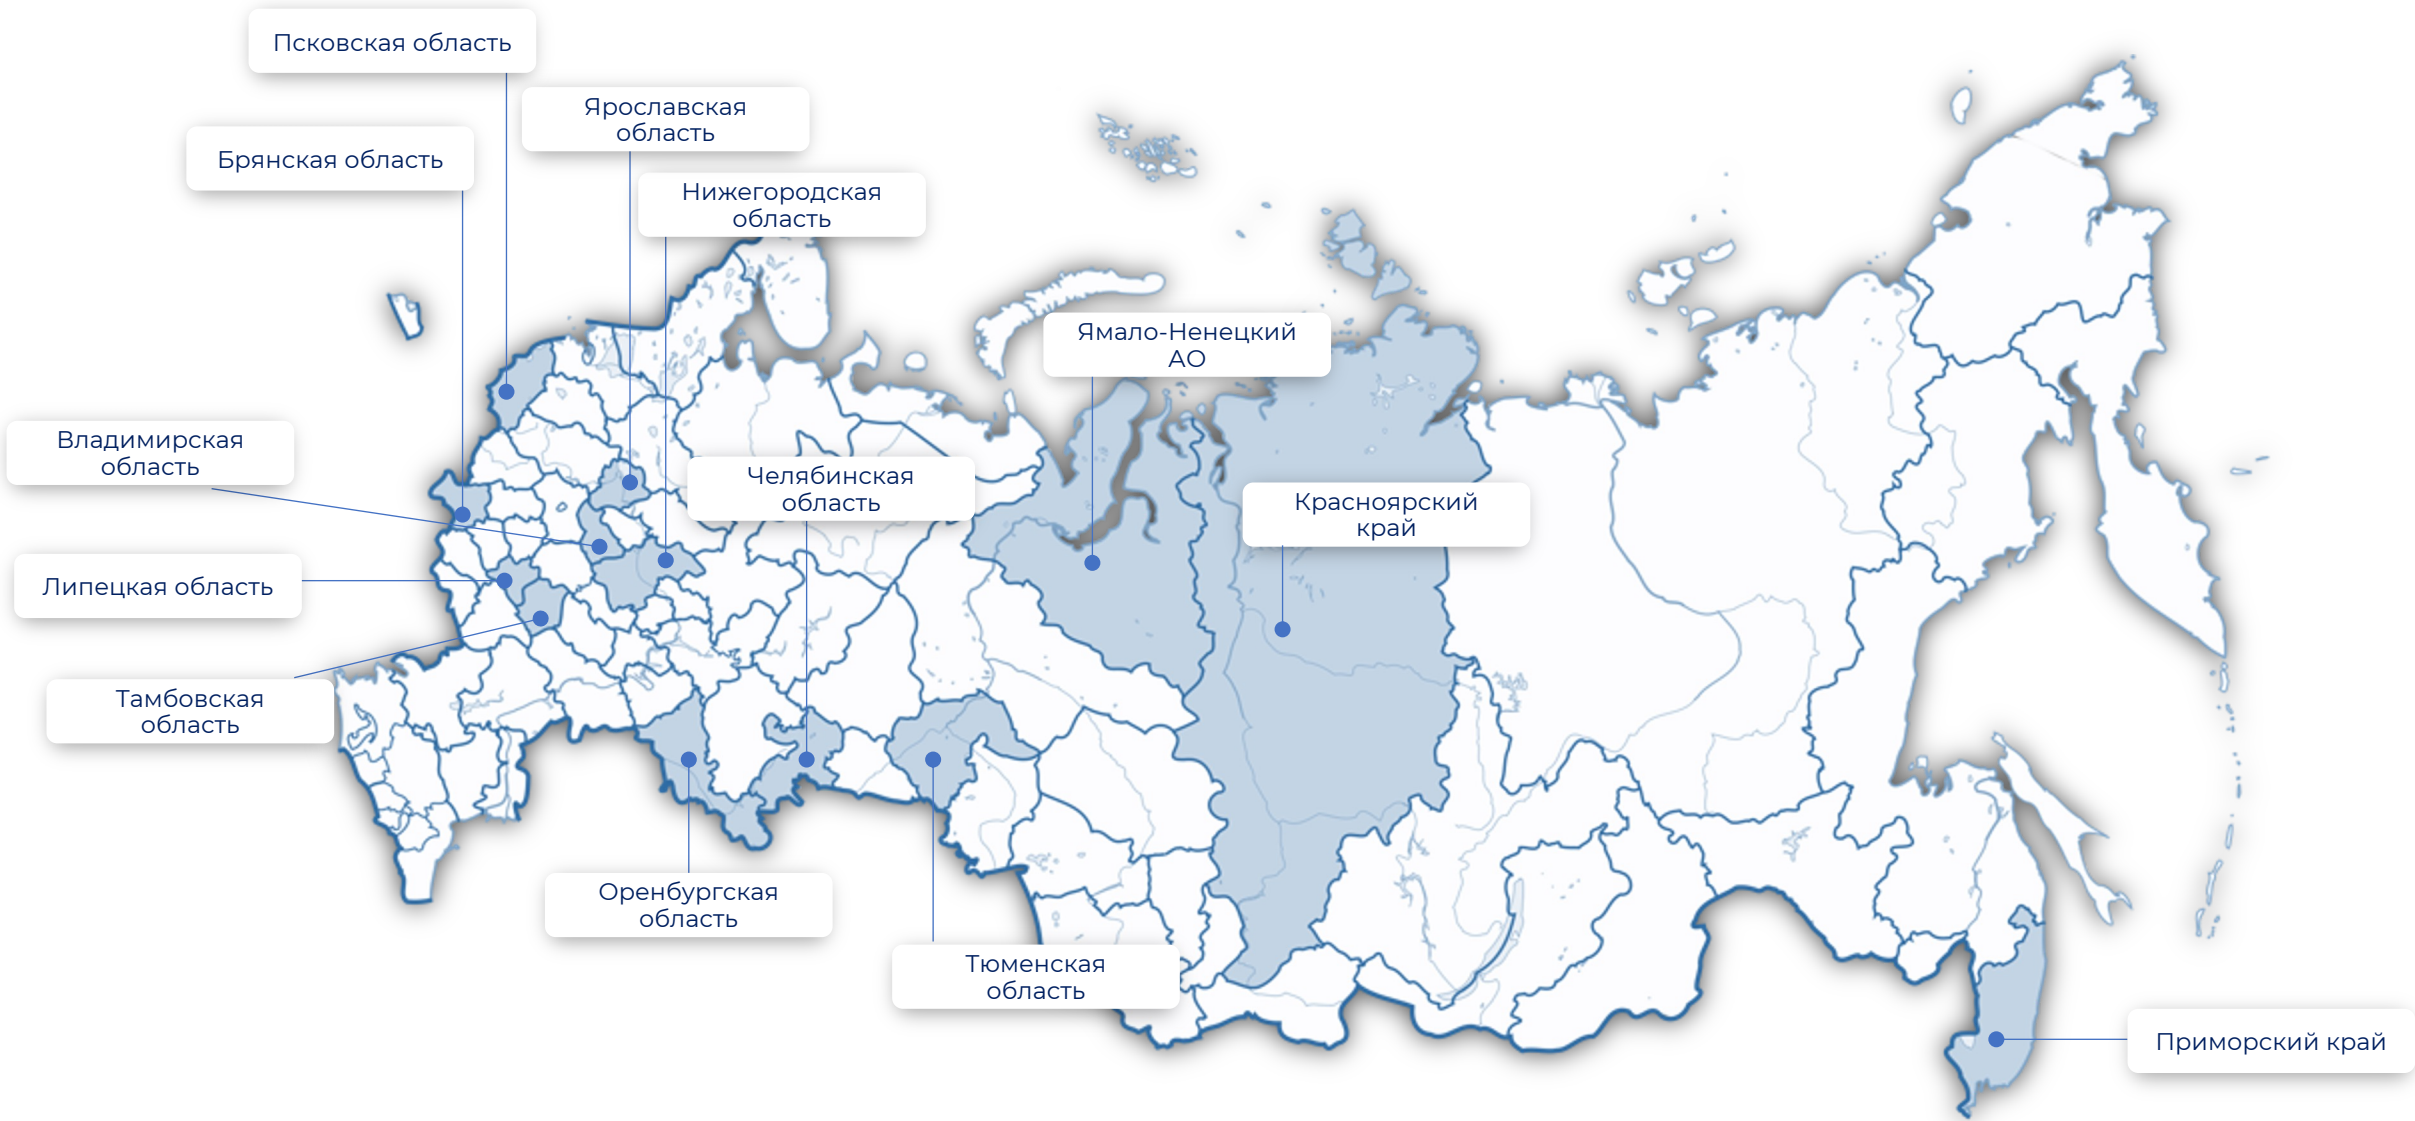 Псковская область
Ярославская
область
Брянская область
Нижегородская
область
Ямало-Ненецкий
АО
Владимирская
область
Челябинская
область
Красноярский
край
Липецкая область
Тамбовская
область
Оренбургская
область
Тюменская
область
Приморский край